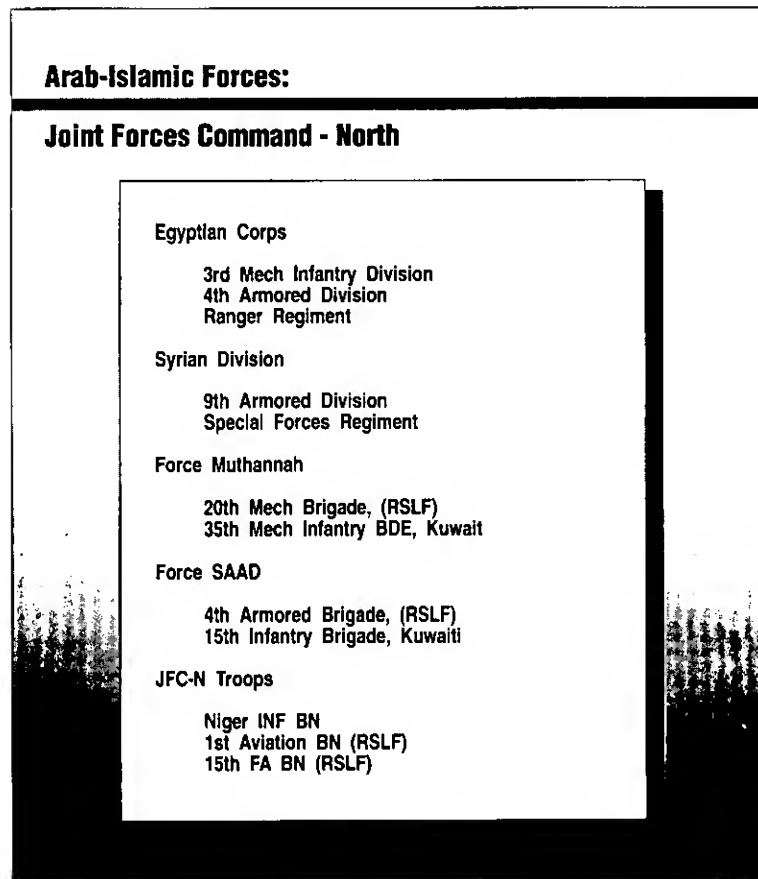 Arab-Islamic Forces:
Joint Forces Command - North
Egyptian Corps
3rd Mech Infantry Division
4th Armored Division
Ranger Regiment
Syrian Division
9th Armored Division
Special Forces Regiment
Force Muthannah
20th Mech Brigade, (RSLF)
35th Mech Infantry BDE, Kuwait
Force SAAD
4th Armored Brigade, (RSLF)
15th Infantry Brigade, Kuwaiti
JFC-N Troops
Niger INF BN
1st Aviation BN (RSLF)
15th FA BN (RSLF)